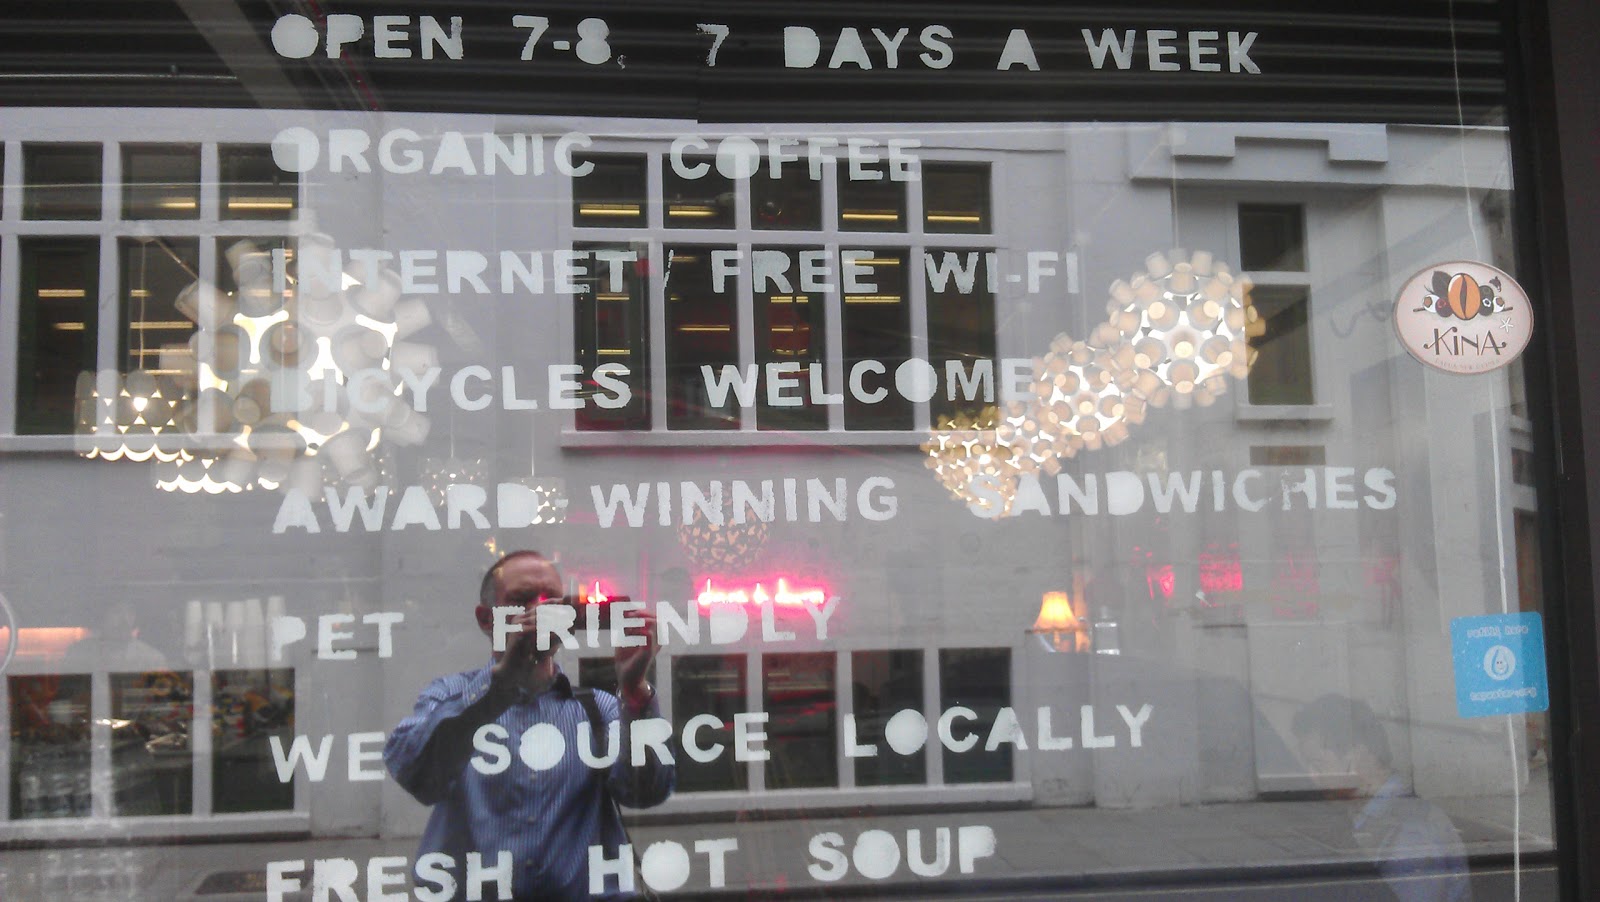 OPEN 7-8, 7 DAYS A WEEK
ORGANIC COFFEE
INTERNET / FREE WI-FI
BICYCLES WELCOME
KiNA
AWARD-WINNING SANDWICHES
PET FRIENDLY
WE SOURCE LOCALLY
FRESH HOT SOUP